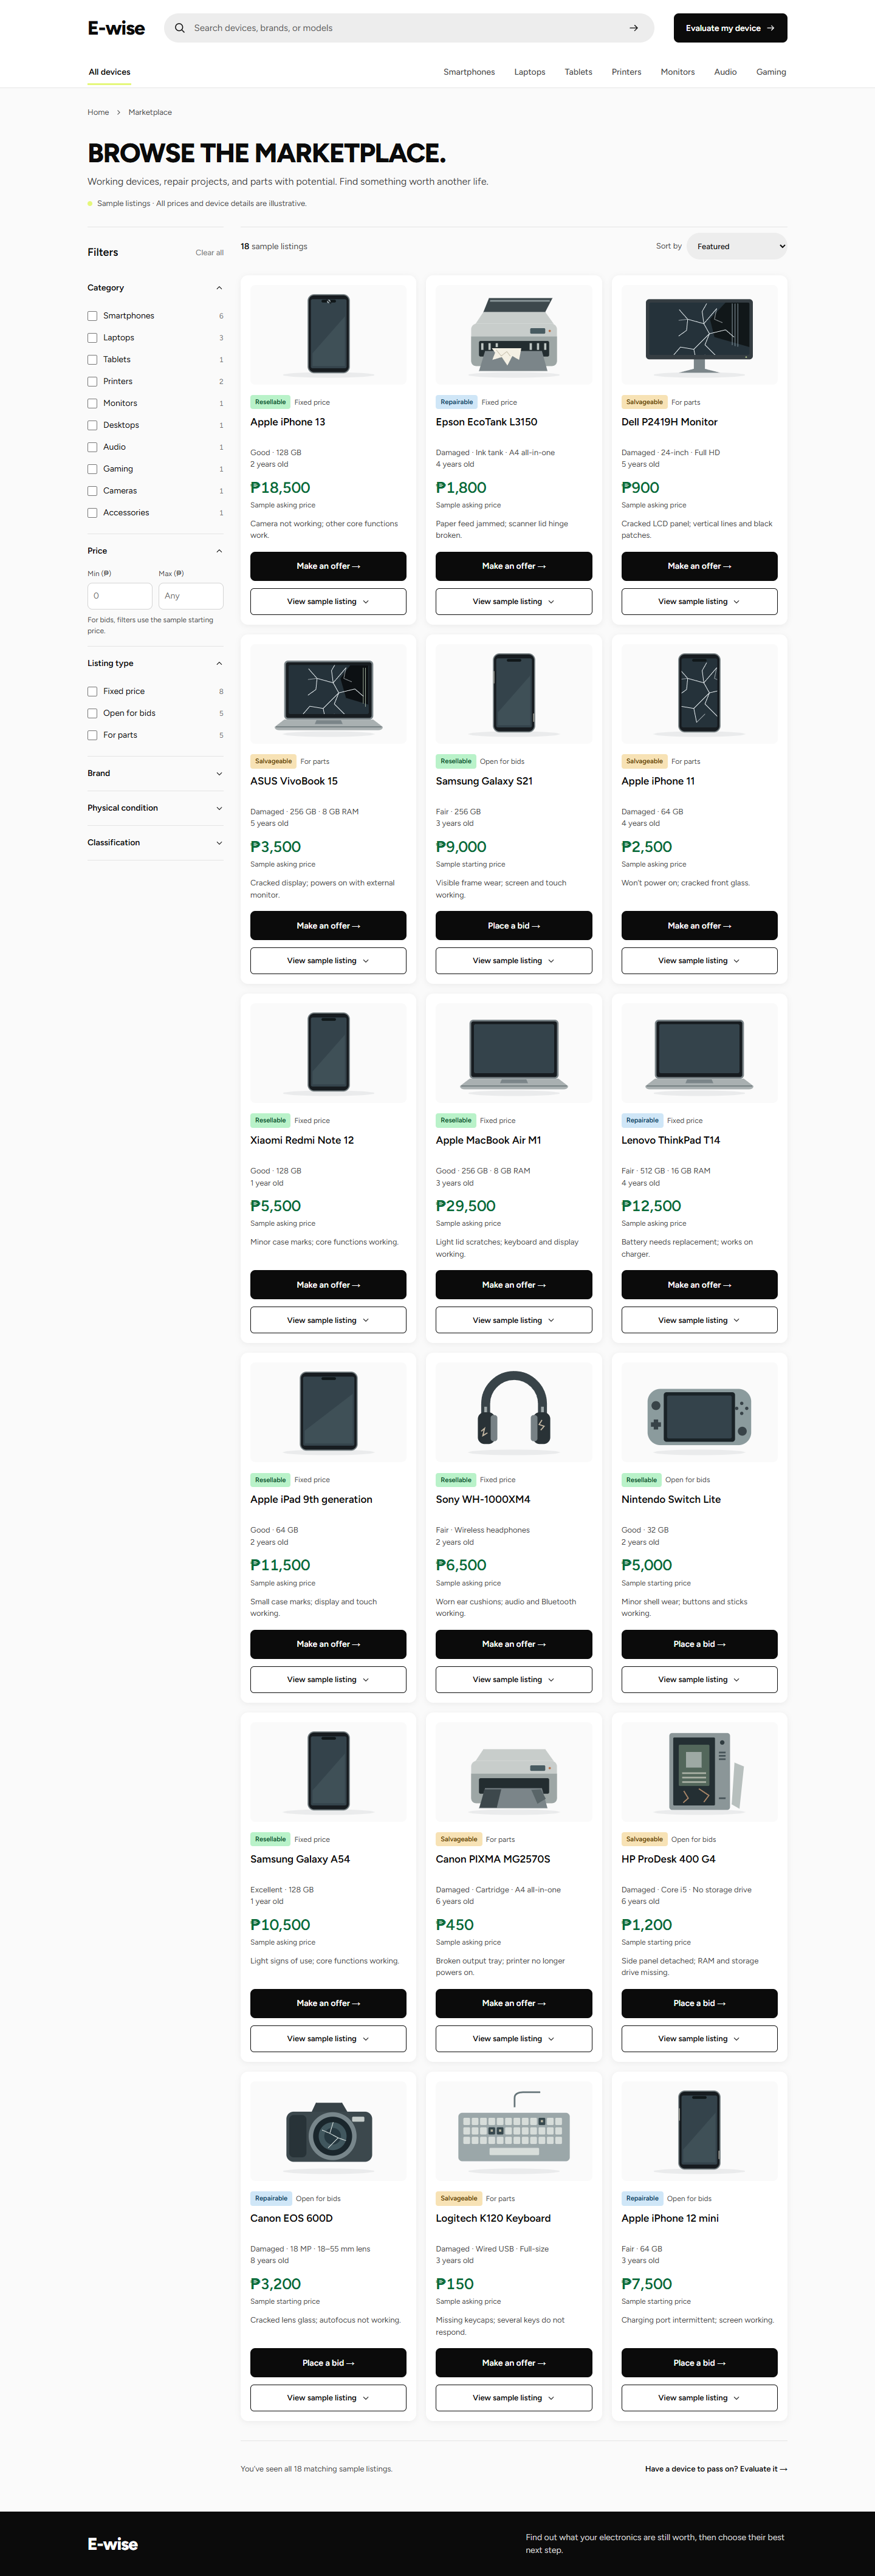 E-wise
Search devices, brands, or models
→
Evaluate my device →
All devices
Smartphones
Laptops
Tablets
Printers
Monitors
Audio
Gaming
Home > Marketplace
BROWSE THE MARKETPLACE.
Working devices, repair projects, and parts with potential. Find something worth another life.
Sample listings · All prices and device details are illustrative.
Filters
Clear all
Category
Smartphones 6
Laptops 3
Tablets 1
Printers 2
Monitors 1
Desktops 1
Audio 1
Gaming 1
Cameras 1
Accessories 1
Price
Min (₱) Max (₱)
0 Any
For bids, filters use the sample starting
price.
Listing type
Fixed price 8
Open for bids 5
For parts 5
Brand
Physical condition
Classification
18 sample listings
Sort by Featured
Resellable Fixed price
Apple iPhone 13
Good · 128 GB
2 years old
₱18,500
Sample asking price
Camera not working; other core functions
work.
Make an offer →
View sample listing
Repairable Fixed price
Epson EcoTank L3150
Damaged · Ink tank · A4 all-in-one
4 years old
₱1,800
Sample asking price
Paper feed jammed; scanner lid hinge
broken.
Make an offer →
View sample listing
Salvageable For parts
Dell P2419H Monitor
Damaged · 24-inch · Full HD
5 years old
₱900
Sample asking price
Cracked LCD panel; vertical lines and black
patches.
Make an offer →
View sample listing
Salvageable For parts
ASUS VivoBook 15
Damaged · 256 GB · 8 GB RAM
5 years old
₱3,500
Sample asking price
Cracked display; powers on with external
monitor.
Make an offer →
View sample listing
Resellable Open for bids
Samsung Galaxy S21
Fair · 256 GB
3 years old
₱9,000
Sample starting price
Visible frame wear; screen and touch
working.
Place a bid →
View sample listing
Salvageable For parts
Apple iPhone 11
Damaged · 64 GB
4 years old
₱2,500
Sample asking price
Won't power on; cracked front glass.
Make an offer →
View sample listing
Resellable Fixed price
Xiaomi Redmi Note 12
Good · 128 GB
1 year old
₱5,500
Sample asking price
Minor case marks; core functions working.
Make an offer →
View sample listing
Resellable Fixed price
Apple MacBook Air M1
Good · 256 GB · 8 GB RAM
3 years old
₱29,500
Sample asking price
Light lid scratches; keyboard and display
working.
Make an offer →
View sample listing
Repairable Fixed price
Lenovo ThinkPad T14
Fair · 512 GB · 16 GB RAM
4 years old
₱12,500
Sample asking price
Battery needs replacement; works on
charger.
Make an offer →
View sample listing
Resellable Fixed price
Apple iPad 9th generation
Good · 64 GB
2 years old
₱11,500
Sample asking price
Small case marks; display and touch
working.
Make an offer →
View sample listing
Resellable Fixed price
Sony WH-1000XM4
Fair · Wireless headphones
2 years old
₱6,500
Sample asking price
Worn ear cushions; audio and Bluetooth
working.
Make an offer →
View sample listing
Resellable Open for bids
Nintendo Switch Lite
Good · 32 GB
2 years old
₱5,000
Sample starting price
Minor shell wear; buttons and sticks
working.
Place a bid →
View sample listing
Resellable Fixed price
Samsung Galaxy A54
Excellent · 128 GB
1 year old
₱10,500
Sample asking price
Light signs of use; core functions working.
Make an offer →
View sample listing
Salvageable For parts
Canon PIXMA MG2570S
Damaged · Cartridge · A4 all-in-one
6 years old
₱450
Sample asking price
Broken output tray; printer no longer
powers on.
Make an offer →
View sample listing
Salvageable Open for bids
HP ProDesk 400 G4
Damaged · Core i5 · No storage drive
6 years old
₱1,200
Sample starting price
Side panel detached; RAM and storage
drive missing.
Place a bid →
View sample listing
Repairable Open for bids
Canon EOS 600D
Damaged · 18 MP · 18–55 mm lens
8 years old
₱3,200
Sample starting price
Cracked lens glass; autofocus not working.
Place a bid →
View sample listing
Salvageable For parts
Logitech K120 Keyboard
Damaged · Wired USB · Full-size
3 years old
₱150
Sample asking price
Missing keycaps; several keys do not
respond.
Make an offer →
View sample listing
Repairable Open for bids
Apple iPhone 12 mini
Fair · 64 GB
3 years old
₱7,500
Sample starting price
Charging port intermittent; screen working.
Place a bid →
View sample listing
You've seen all 18 matching sample listings.
Have a device to pass on? Evaluate it →
E-wise
Find out what your electronics are still worth, then choose their best
next step.